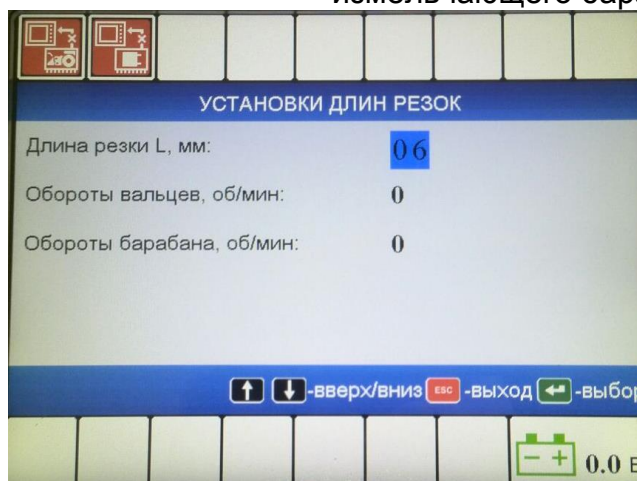 УСТАНОВКИ ДЛИН РЕЗОК
Длина резки L, мм: 06
Обороты вальцев, об/мин: 0
Обороты барабана, об/мин: 0
-вверх/вниз ESC -выход -выбор
- + 0.0